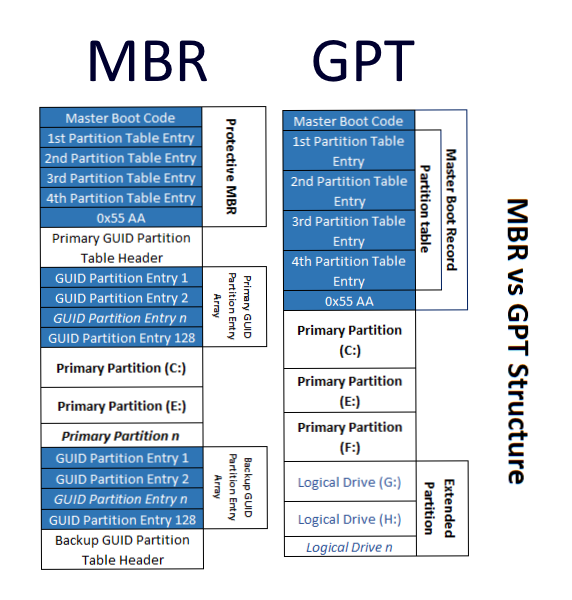 MBR
GPT
Master Boot Code
1st Partition Table Entry
2nd Partition Table Entry
3rd Partition Table Entry
4th Partition Table Entry
0x55 AA
Protective MBR
Primary GUID Partition
Table Header
GUID Partition Entry 1
GUID Partition Entry 2
GUID Partition Entry n
GUID Partition Entry 128
Primary GUID
Partition Entry
Array
Primary Partition (C:)
Primary Partition (E:)
Primary Partition n
GUID Partition Entry 1
GUID Partition Entry 2
GUID Partition Entry n
GUID Partition Entry 128
Backup GUID
Partition Entry
Array
Backup GUID Partition
Table Header
Master Boot Code
1st Partition Table
Entry
2nd Partition Table
Entry
3rd Partition Table
Entry
4th Partition Table
Entry
0x55 AA
Partition table
Master Boot Record
Primary Partition
(C:)
Primary Partition
(E:)
Primary Partition
(F:)
Logical Drive (G:)
Logical Drive (H:)
Logical Drive n
Extended
Partition
MBR vs GPT Structure